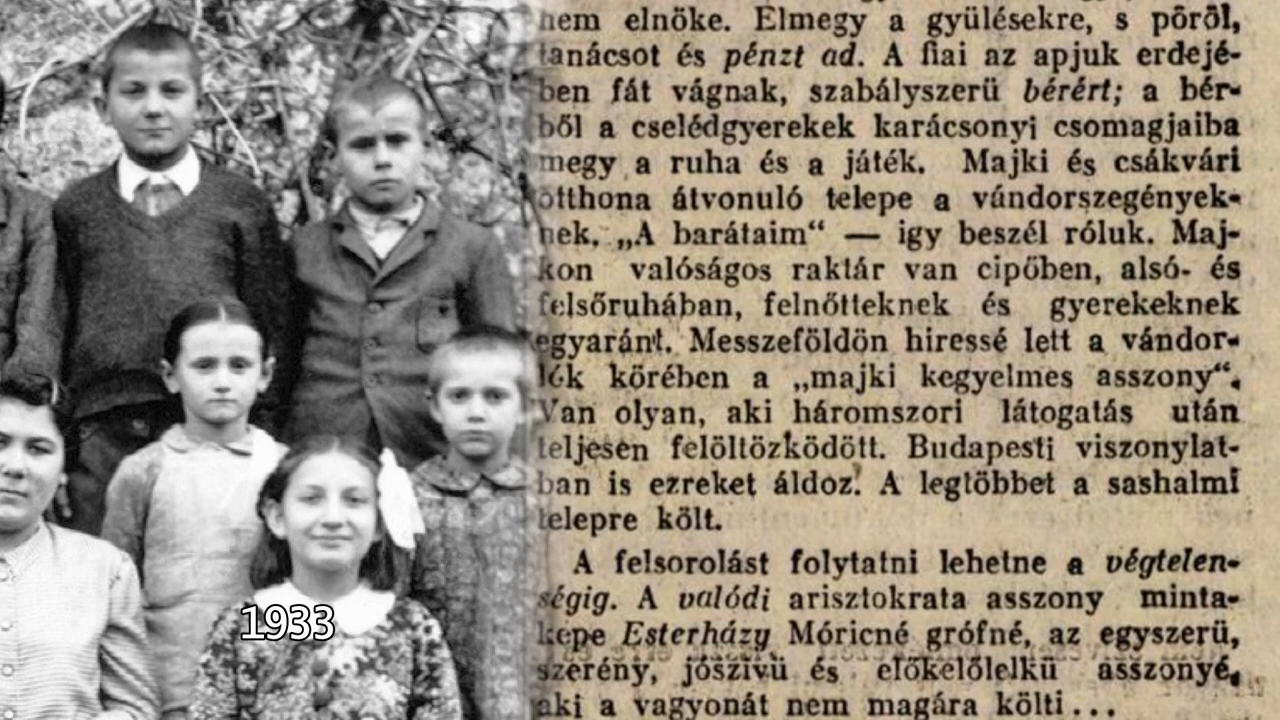 1933
nem elnöke. Elmegy a gyülésekre, s pöröl,
tanácsot és pénzt ad. A fiai az apjuk erdejé-
ben fát vágnak, szabályszerü bérért; a bér-
ből a cselédgyerekek karácsonyi csomagjaiba
megy a ruha és a játék. Majki és csákvári
otthona átvonuló telepe a vándorszegények-
nek. „A barátaim“ — igy beszél róluk. Maj-
kon valóságos raktár van cipőben, alsó- és
felsőruhában, felnőtteknek és gyerekeknek
egyaránt. Messzeföldön hiressé lett a vándor-
lók körében a „majki kegyelmes asszony“.
Van olyan, aki háromszori látogatás után
teljesen felöltözködött. Budapesti viszonylat-
ban is ezreket áldoz. A legtöbbet a sashalmi
telepre költ.
A felsorolást folytatni lehetne a végtelen-
ségig. A valódi arisztokrata asszony minta-
képe Esterházy Móricné grófné, az egyszerü,
szerény, jószivü és előkelőlelkü asszonyé,
aki a vagyonát nem magára költi...